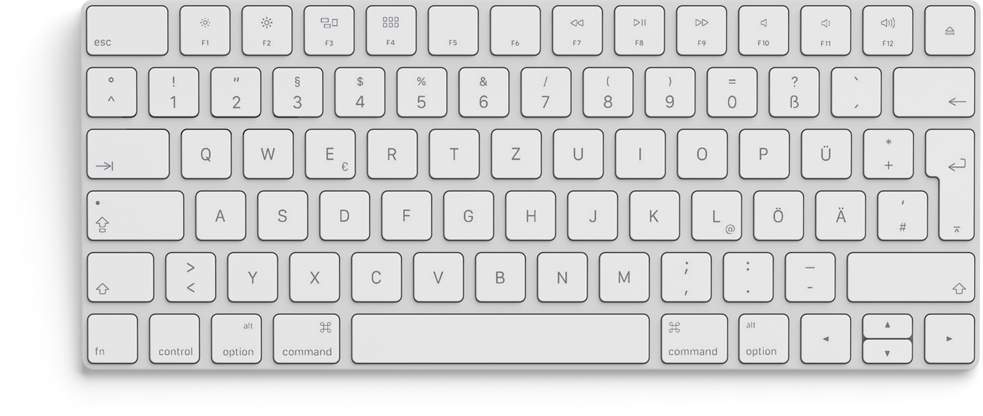 esc F1 F2 F3 F4 F5 F6 F7 F8 F9 F10 F11 F12
° ! " § $ % & / ( ) = ? `
^ 1 2 3 4 5 6 7 8 9 0 ß ´
Q W E € R T Z U I O P Ü * +
A S D F G H J K L @ Ö Ä ' #
> < Y X C V B N M ; , : . — -
alt ⌘ ⌘ alt
fn control option command command option